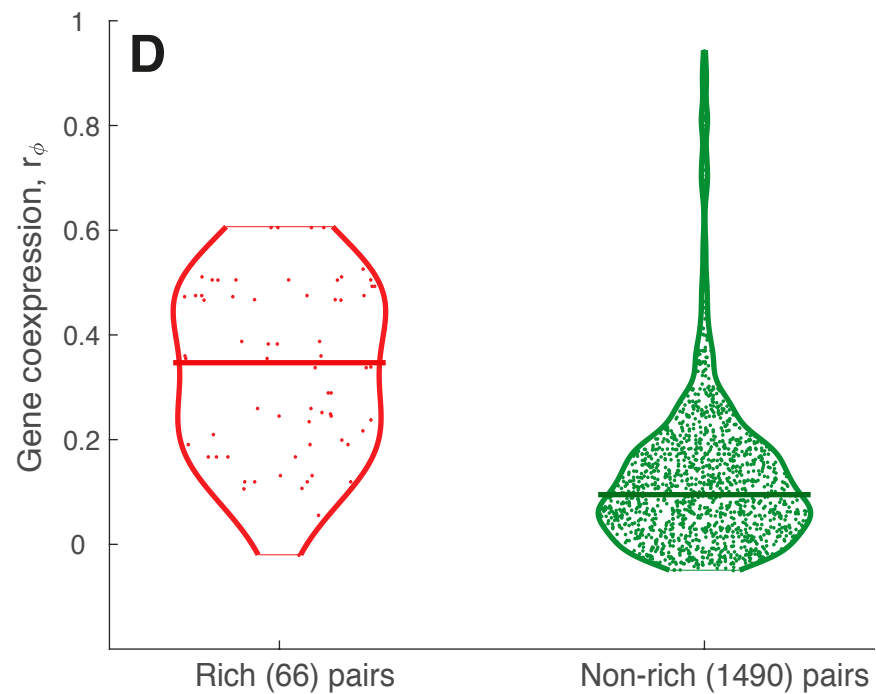 D
1
0.8
0.6
0.4
0.2
0
Gene coexpression, rϕ
Rich (66) pairs
Non-rich (1490) pairs